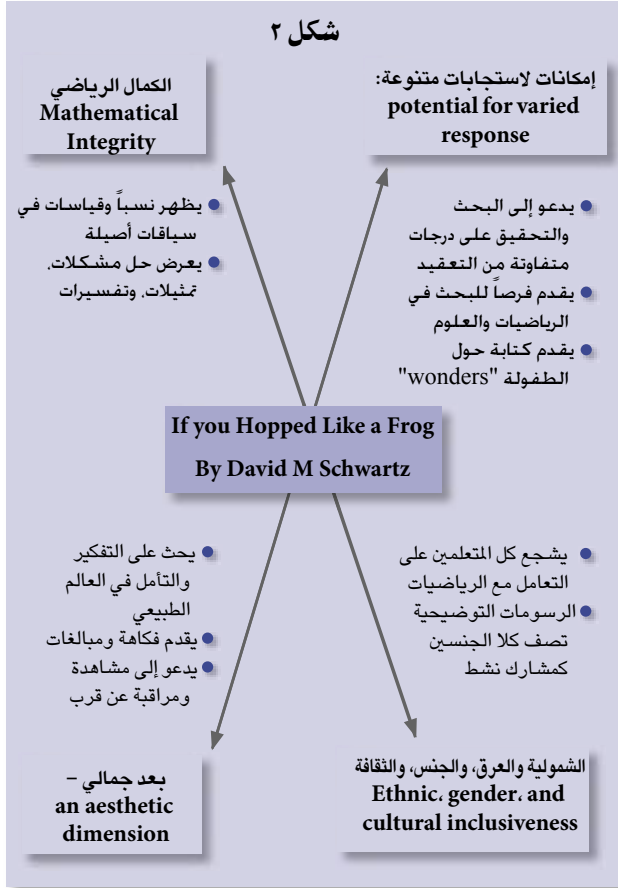 شكل ٢
إمكانات لاستجابات متنوعة:
potential for varied
response
الكمال الرياضي
Mathematical
Integrity
● يدعو إلى البحث
والتحقيق على درجات
متفاوتة من التعقيد
● يقدم فرصاً للبحث في
الرياضيات والعلوم
● يقدم كتابة حول
الطفولة "wonders"
● يظهر نسباً وقياسات في
سياقات أصيلة
● يعرض حل مشكلات،
تمثيلات، وتفسيرات
If you Hopped Like a Frog
By David M Schwartz
● يشجع كل المتعلمين على
التعامل مع الرياضيات
● الرسومات التوضيحية
تصف كلا الجنسين
كمشارك نشط
● يحث على التفكير
والتأمل في العالم
الطبيعي
● يقدم فكاهة ومبالغات
● يدعو إلى مشاهدة
ومراقبة عن قرب
الشمولية والعرق، والجنس، والثقافة
Ethnic، gender، and
cultural inclusiveness
بعد جمالي –
an aesthetic
dimension